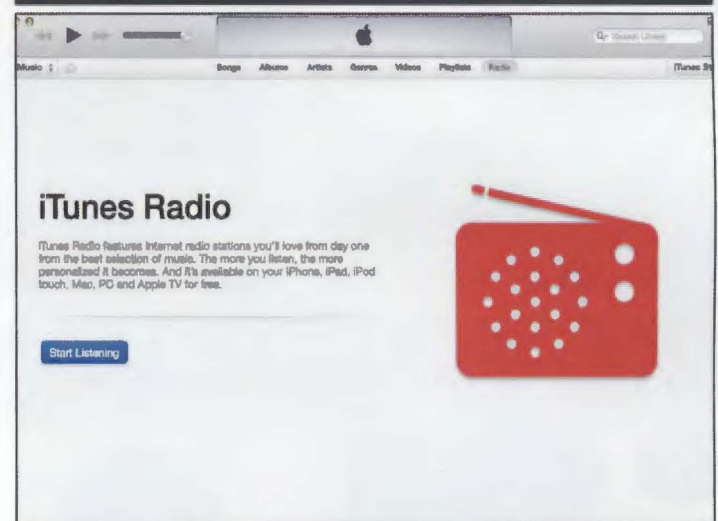 Music
Songs Albums Artists Genres Videos Playlists Radio
iTunes St
iTunes Radio
iTunes Radio features Internet radio stations you'll love from day one
from the best selection of music. The more you listen, the more
personalized it becomes. And it's available on your iPhone, iPad, iPod
touch, Mac, PC and Apple TV for free.
Start Listening